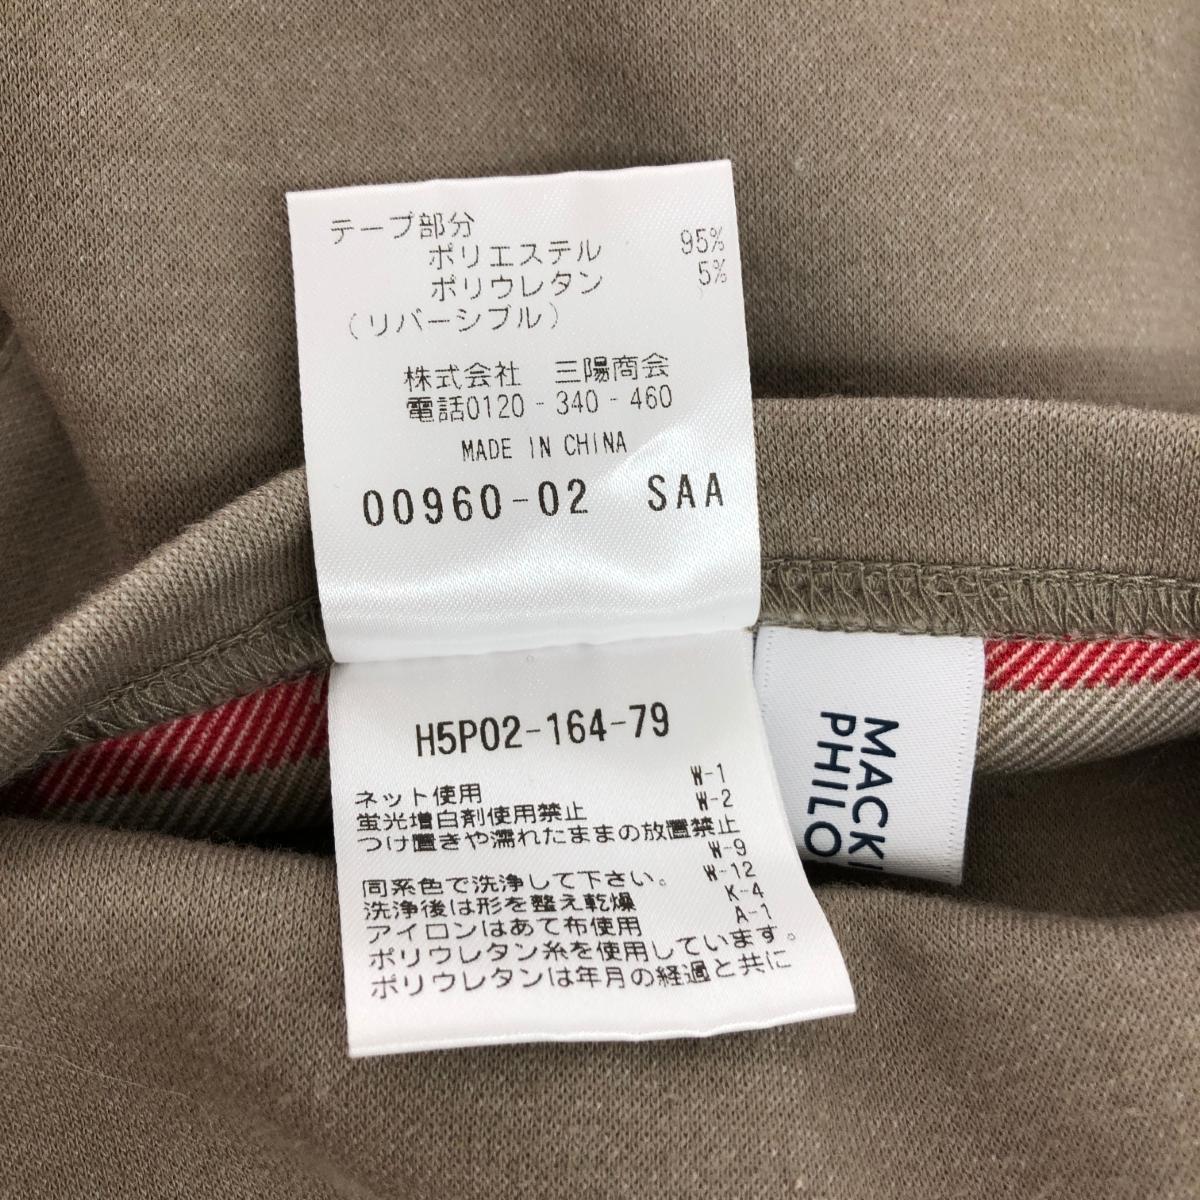 テープ部分
ポリエステル 95%
ポリウレタン 5%
(リバーシブル)
株式会社 三陽商会
電話0120-340-460
MADE IN CHINA
00960-02 SAA
H5P02-164-79
ネット使用 W-1
蛍光増白剤使用禁止 W-2
つけ置きや濡れたままの放置禁止
W-9
同系色で洗浄して下さい。 W-12
洗浄後は形を整え乾燥 K-4
アイロンはあて布使用 A-1
ポリウレタン糸を使用しています。
ポリウレタンは年月の経過と共に
MACKI
PHILO